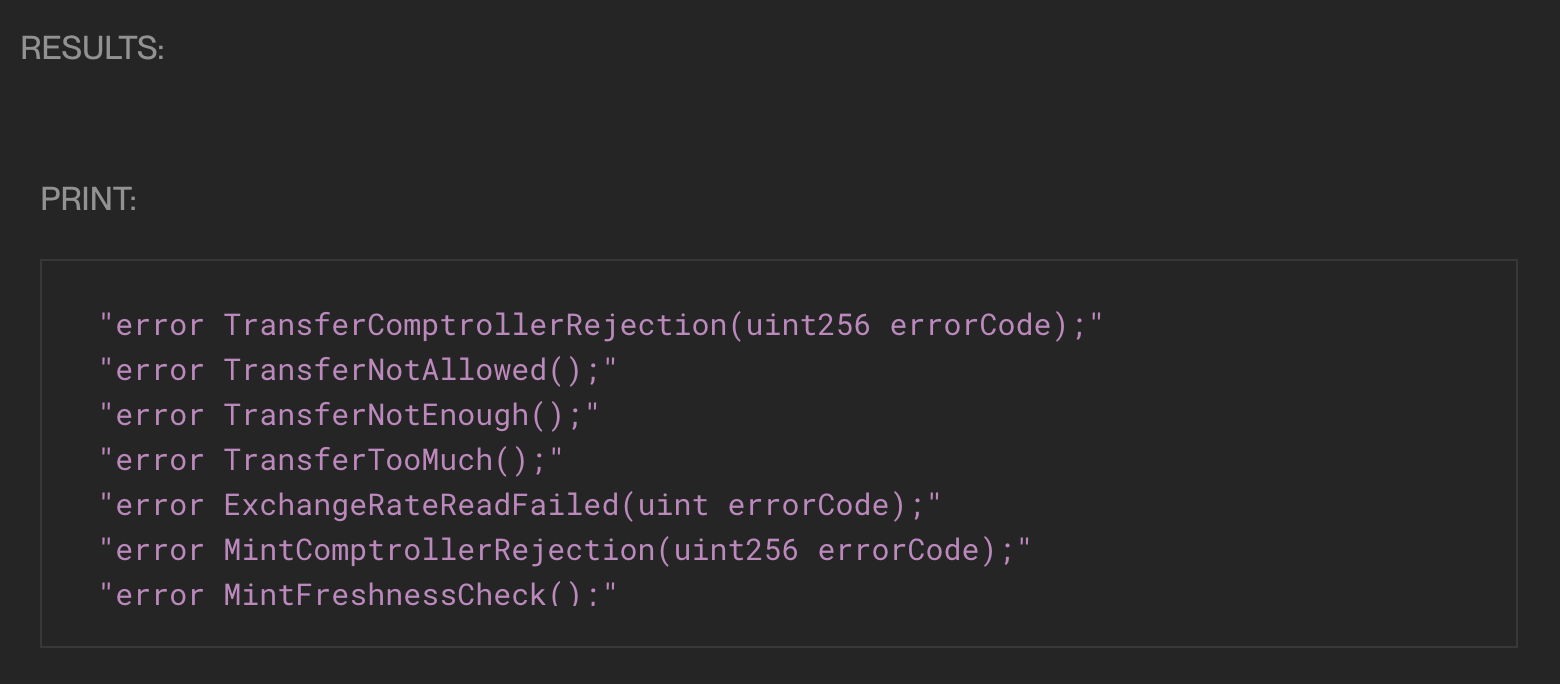 RESULTS:
PRINT:
"error TransferComptrollerRejection(uint256 errorCode);"
"error TransferNotAllowed();"
"error TransferNotEnough();"
"error TransferTooMuch();"
"error ExchangeRateReadFailed(uint errorCode);"
"error MintComptrollerRejection(uint256 errorCode);"
"error MintFreshnessCheck();"